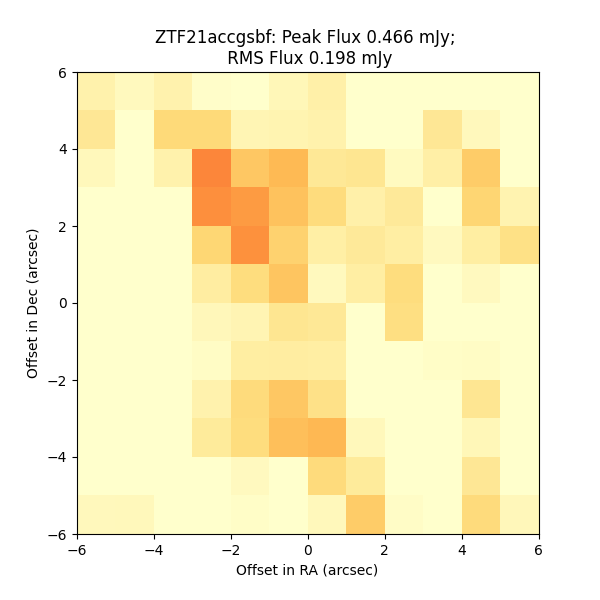 ZTF21accgsbf: Peak Flux 0.466 mJy;
RMS Flux 0.198 mJy
6
4
2
0
−2
−4
−6
Offset in Dec (arcsec)
−6 −4 −2 0 2 4 6
Offset in RA (arcsec)